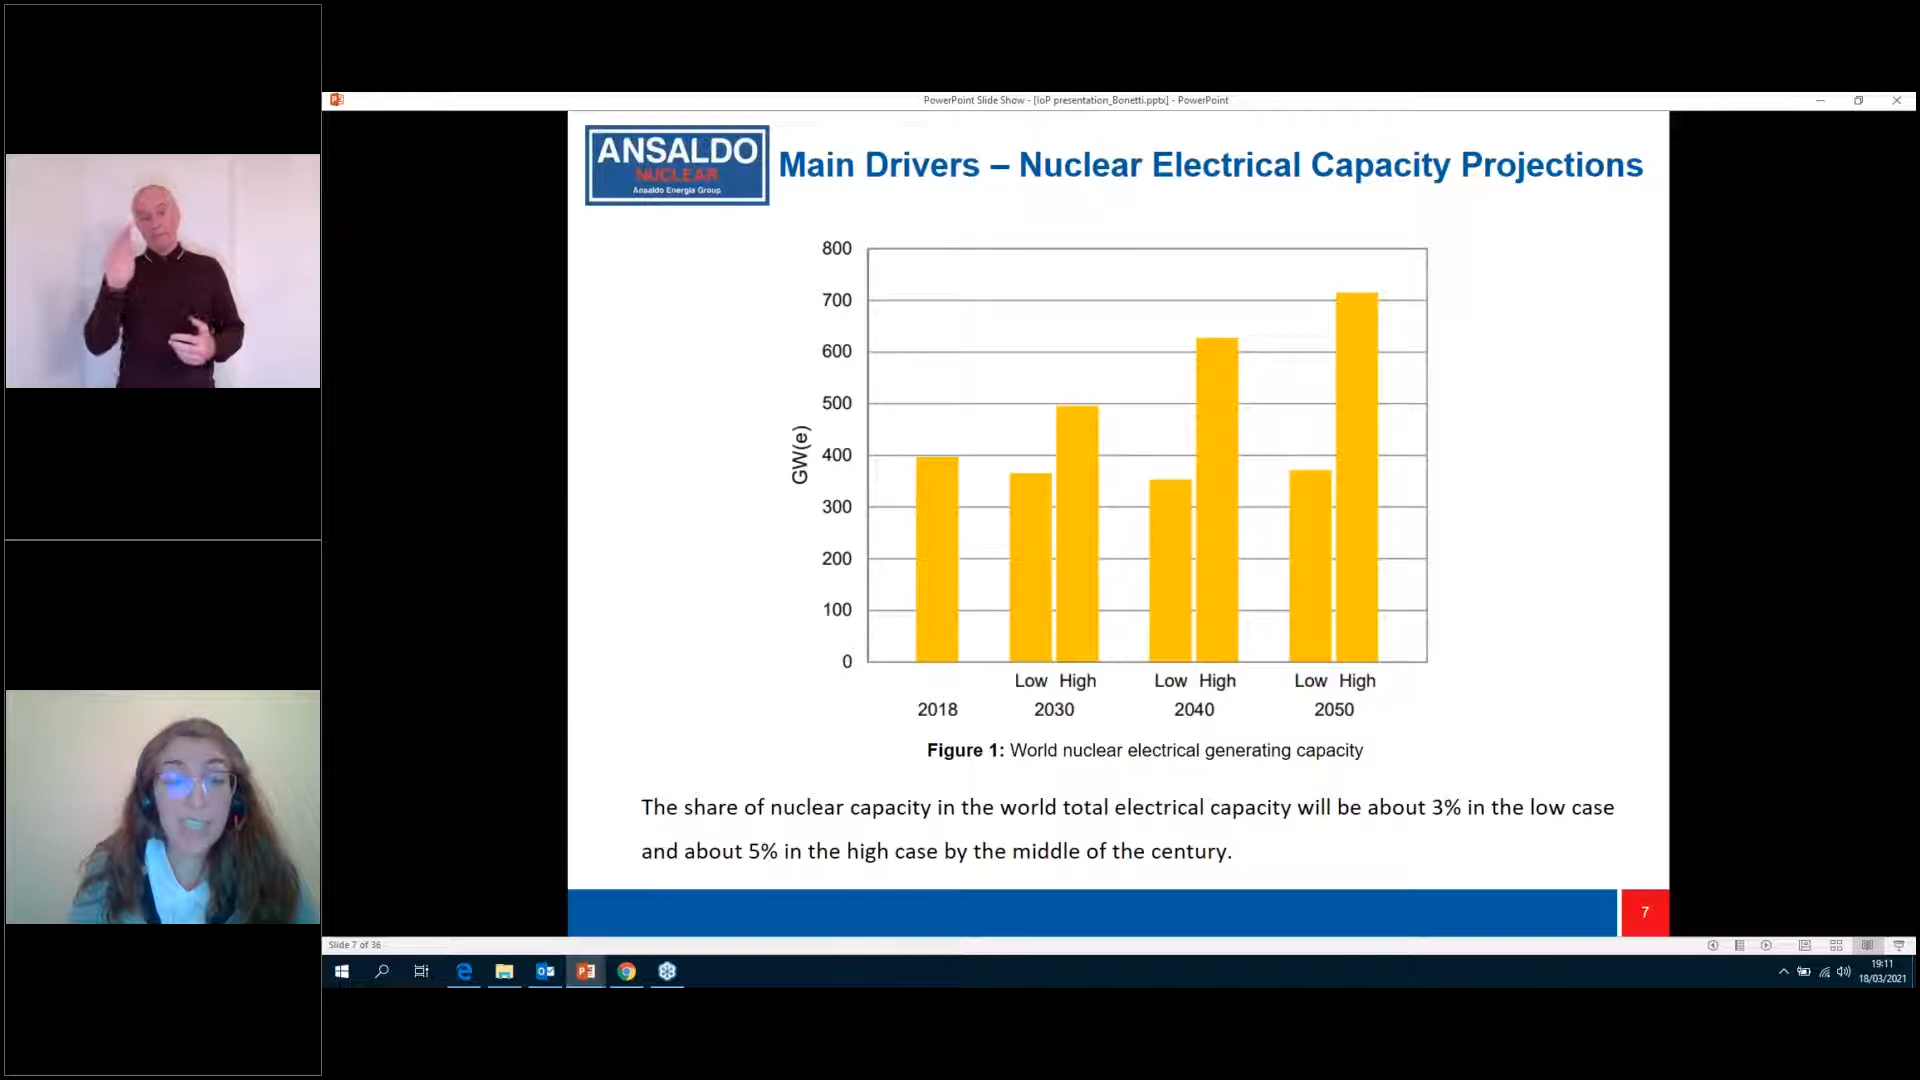 PowerPoint Slide Show - [IoP presentation_Bonetti.pptx] - PowerPoint
ANSALDO
NUCLEAR
Ansaldo Energia Group
Main Drivers – Nuclear Electrical Capacity Projections
800
700
600
500
400
300
200
100
0
GW(e)
Low High Low High Low High
2018 2030 2040 2050
Figure 1: World nuclear electrical generating capacity
The share of nuclear capacity in the world total electrical capacity will be about 3% in the low case
and about 5% in the high case by the middle of the century.
7
Slide 7 of 36
19:11
18/03/2021